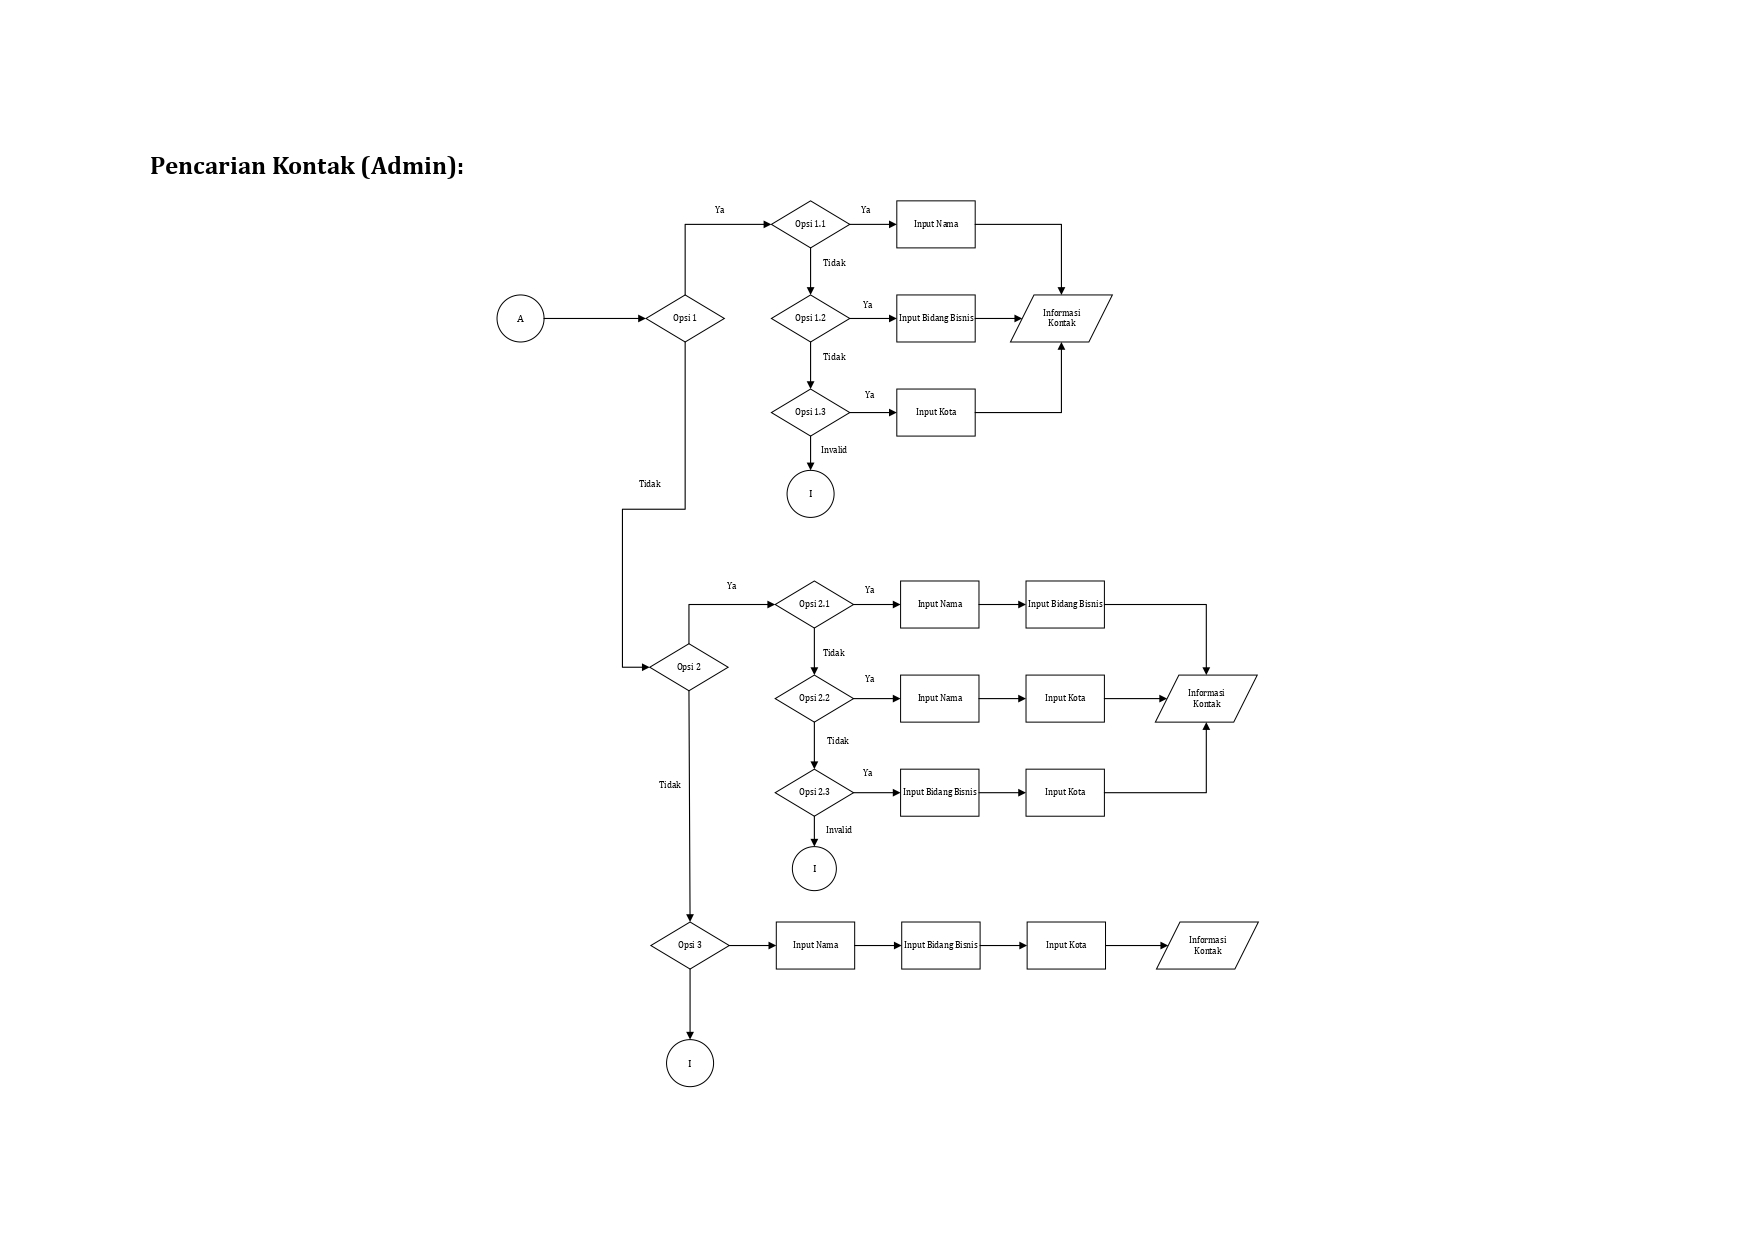 Pencarian Kontak (Admin):
Ya
Opsi 1.1
Ya
Input Nama
Tidak
A
Opsi 1
Opsi 1.2
Ya
Input Bidang Bisnis
Informasi
Kontak
Tidak
Opsi 1.3
Ya
Input Kota
Invalid
I
Tidak
Ya
Opsi 2.1
Ya
Input Nama
Input Bidang Bisnis
Tidak
Opsi 2
Opsi 2.2
Ya
Input Nama
Input Kota
Informasi
Kontak
Tidak
Tidak
Opsi 2.3
Ya
Input Bidang Bisnis
Input Kota
Invalid
I
Opsi 3
Input Nama
Input Bidang Bisnis
Input Kota
Informasi
Kontak
I